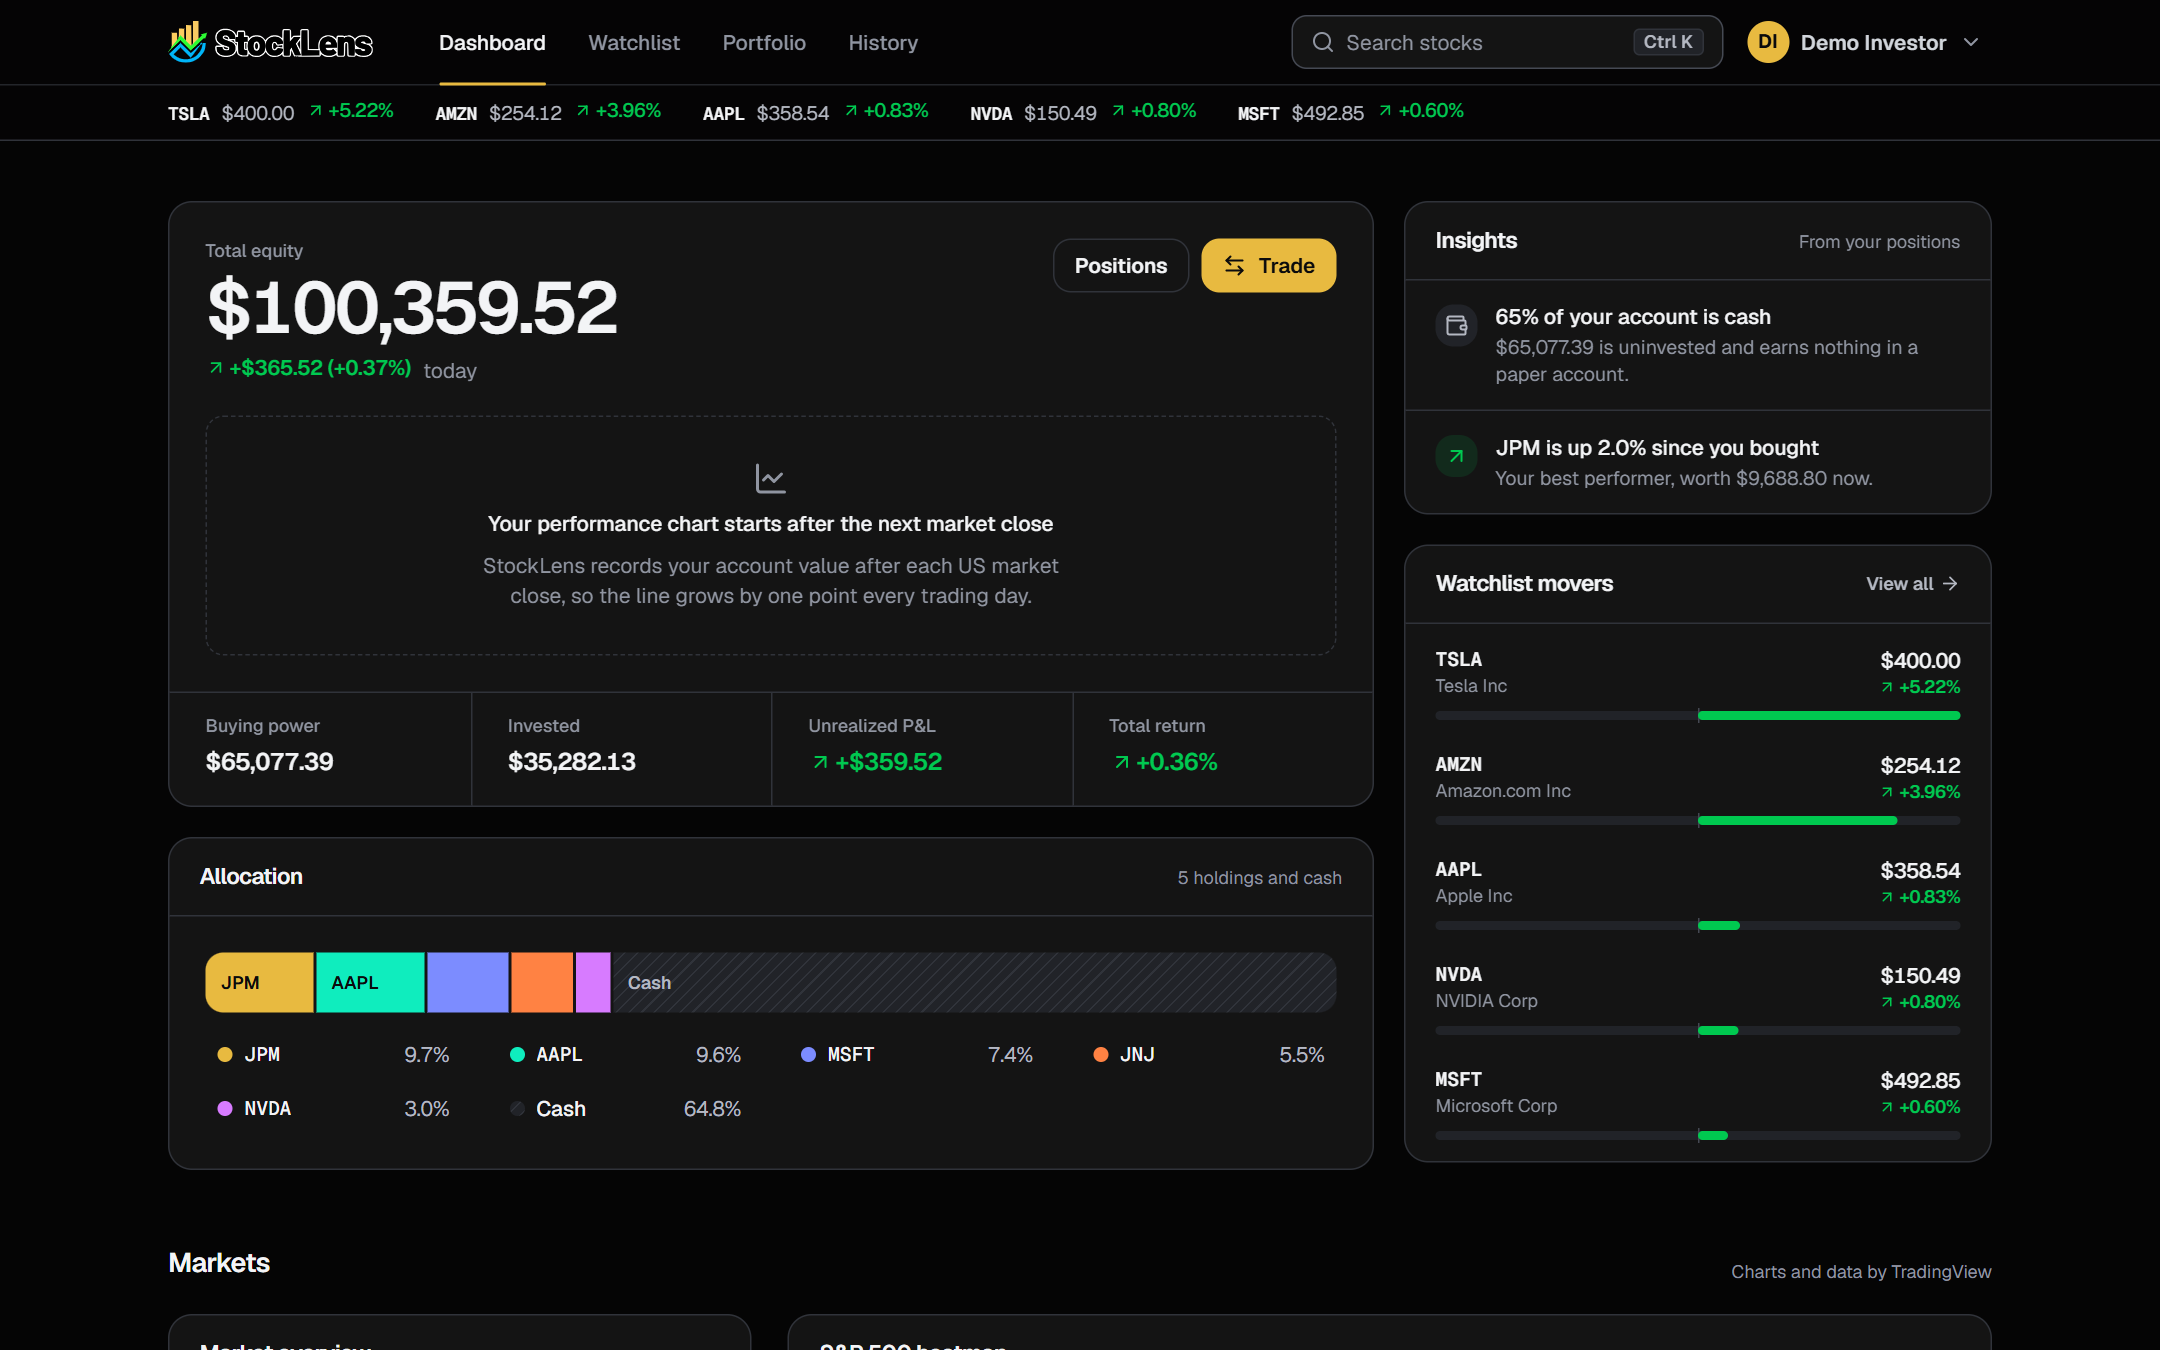 StockLens
Dashboard
Watchlist
Portfolio
History
Search stocks
Ctrl K
DI
Demo Investor
TSLA $400.00 +5.22%
AMZN $254.12 +3.96%
AAPL $358.54 +0.83%
NVDA $150.49 +0.80%
MSFT $492.85 +0.60%
Total equity
$100,359.52
+$365.52 (+0.37%) today
Positions
Trade
Your performance chart starts after the next market close
StockLens records your account value after each US market
close, so the line grows by one point every trading day.
Buying power
$65,077.39
Invested
$35,282.13
Unrealized P&L
+$359.52
Total return
+0.36%
Allocation
5 holdings and cash
JPM
AAPL
Cash
JPM 9.7%
AAPL 9.6%
MSFT 7.4%
JNJ 5.5%
NVDA 3.0%
Cash 64.8%
Insights
From your positions
65% of your account is cash
$65,077.39 is uninvested and earns nothing in a
paper account.
JPM is up 2.0% since you bought
Your best performer, worth $9,688.80 now.
Watchlist movers
View all
TSLA $400.00
Tesla Inc +5.22%
AMZN $254.12
Amazon.com Inc +3.96%
AAPL $358.54
Apple Inc +0.83%
NVDA $150.49
NVIDIA Corp +0.80%
MSFT $492.85
Microsoft Corp +0.60%
Markets
Charts and data by TradingView
Market overview
S&P 500 heatmap